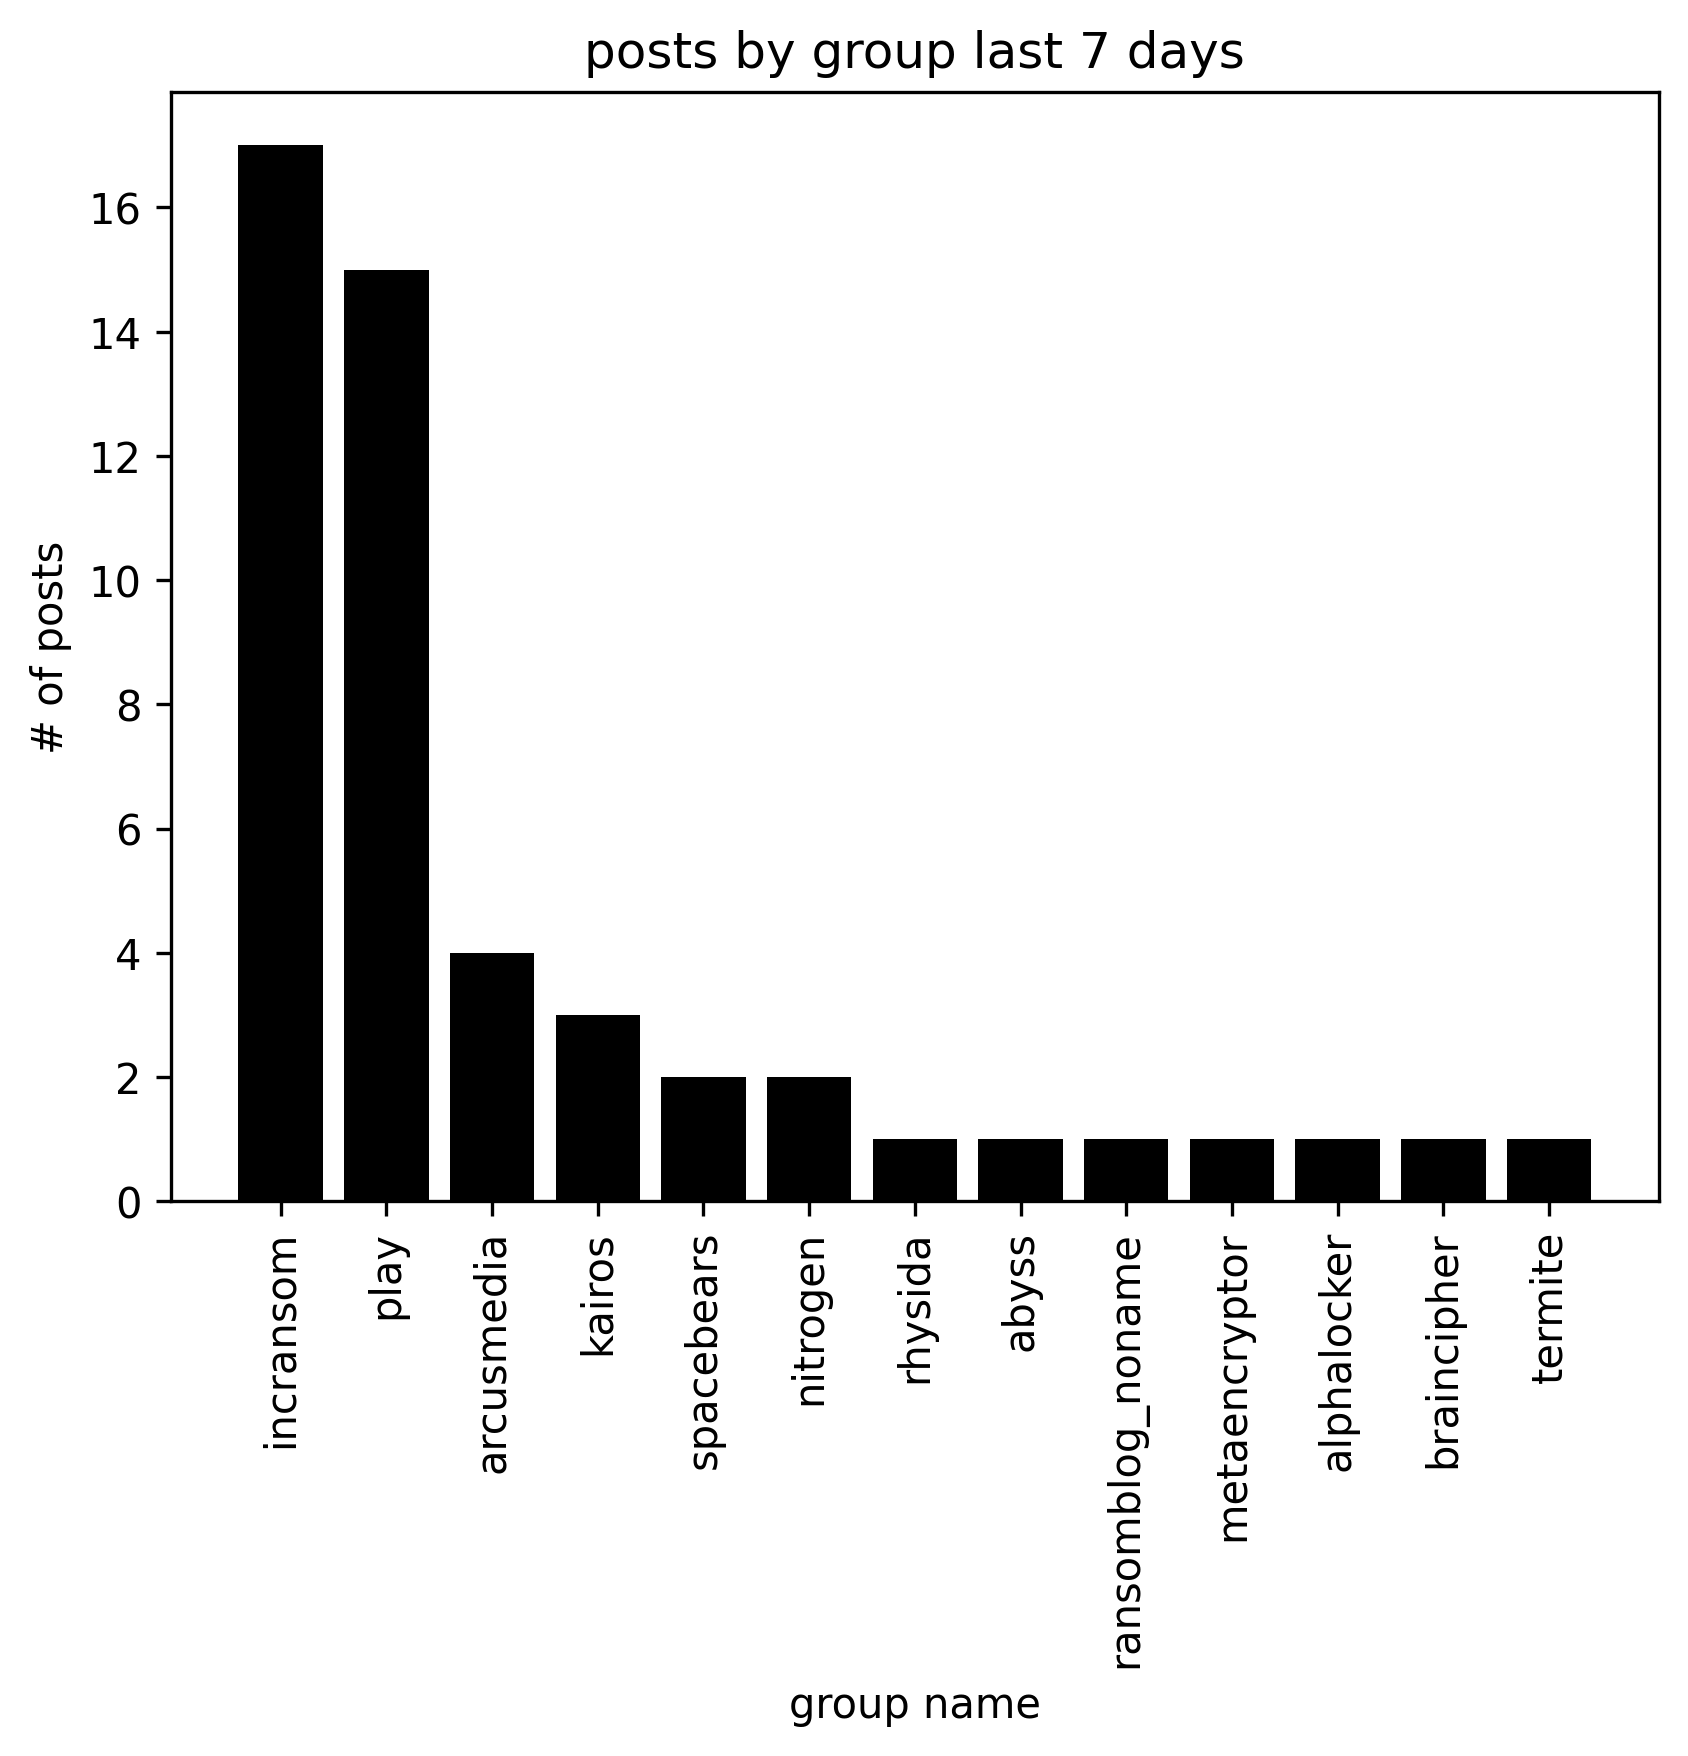 posts by group last 7 days
# of posts
16
14
12
10
8
6
4
2
0
incransom
play
arcusmedia
kairos
spacebears
nitrogen
rhysida
abyss
ransomblog_noname
metaencryptor
alphalocker
braincipher
termite
group name